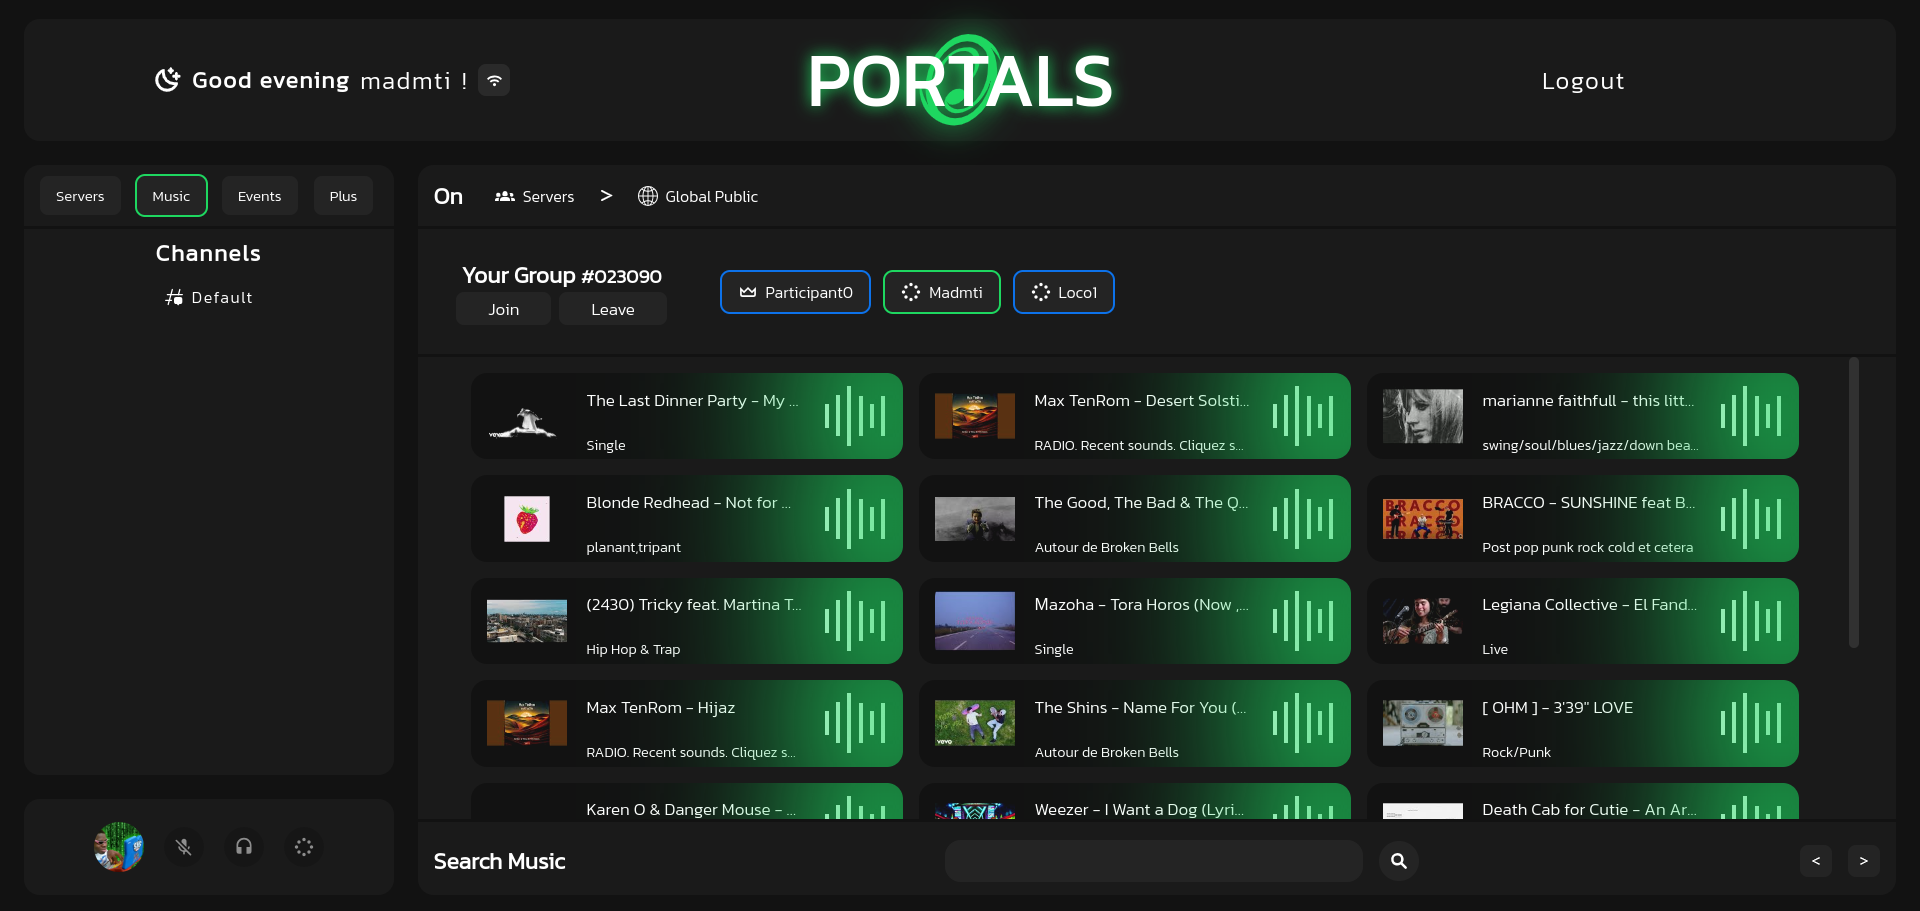 Good evening madmti !
PORTALS
Logout
Servers
Music
Events
Plus
Channels
Default
On
Servers
>
Global Public
Your Group #023090
Join
Leave
Participant0
Madmti
Loco1
The Last Dinner Party - My ...
Single
Max TenRom - Desert Solsti...
RADIO. Recent sounds. Cliquez s...
marianne faithfull - this litt...
swing/soul/blues/jazz/down bea...
Blonde Redhead - Not for ...
planant,tripant
The Good, The Bad & The Q...
Autour de Broken Bells
BRACCO - SUNSHINE feat B...
Post pop punk rock cold et cetera
(2430) Tricky feat. Martina T...
Hip Hop & Trap
Mazoha - Tora Horos (Now ,...
Single
Legiana Collective - El Fand...
Live
Max TenRom - Hijaz
RADIO. Recent sounds. Cliquez s...
The Shins - Name For You (...
Autour de Broken Bells
[ OHM ] - 3'39" LOVE
Rock/Punk
Karen O & Danger Mouse - ...
Weezer - I Want a Dog (Lyri...
Death Cab for Cutie - An Ar...
Search Music
<
>